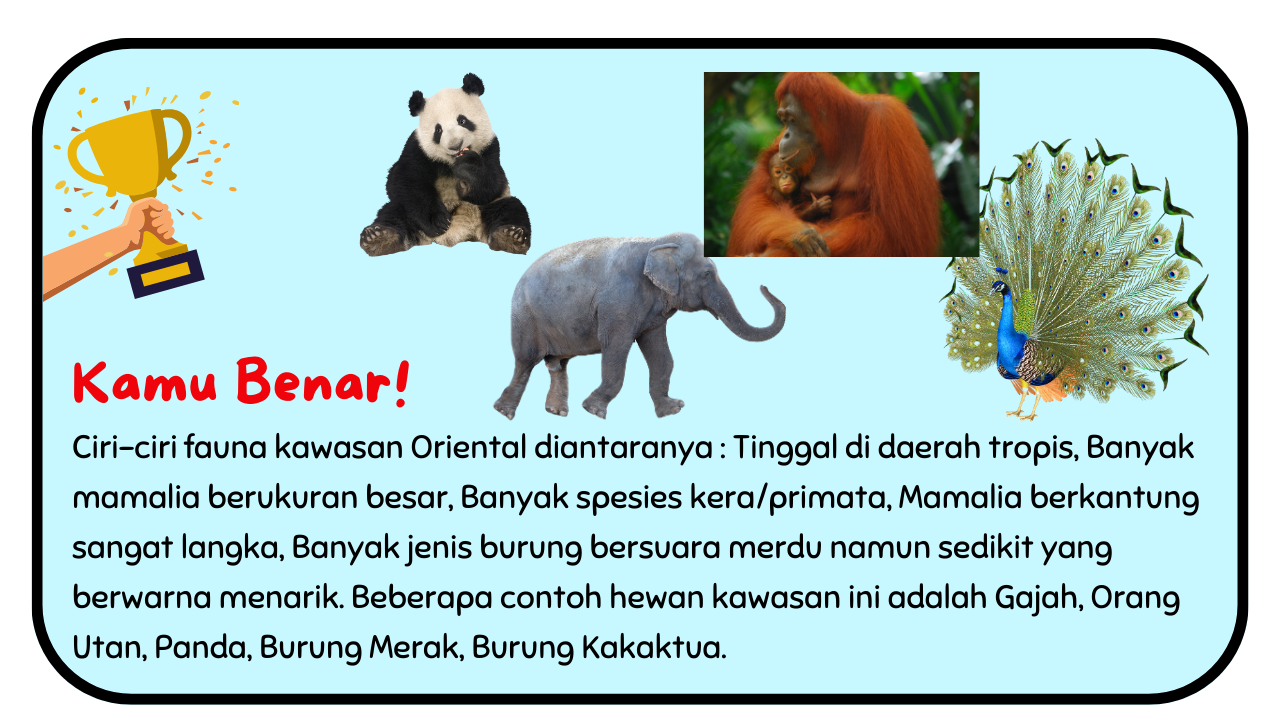 Kamu Benar!
Ciri-ciri fauna kawasan Oriental diantaranya : Tinggal di daerah tropis, Banyak
mamalia berukuran besar, Banyak spesies kera/primata, Mamalia berkantung
sangat langka, Banyak jenis burung bersuara merdu namun sedikit yang
berwarna menarik. Beberapa contoh hewan kawasan ini adalah Gajah, Orang
Utan, Panda, Burung Merak, Burung Kakaktua.